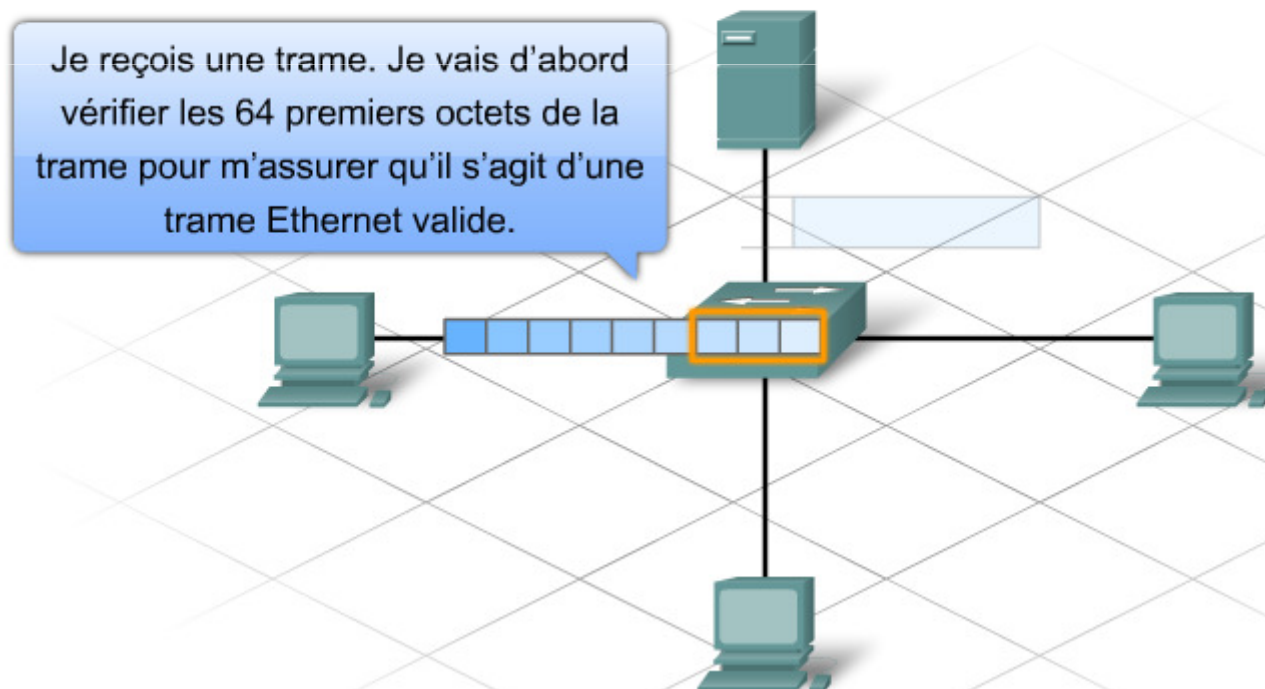 Je reçois une trame. Je vais d’abord
vérifier les 64 premiers octets de la
trame pour m’assurer qu’il s’agit d’une
trame Ethernet valide.